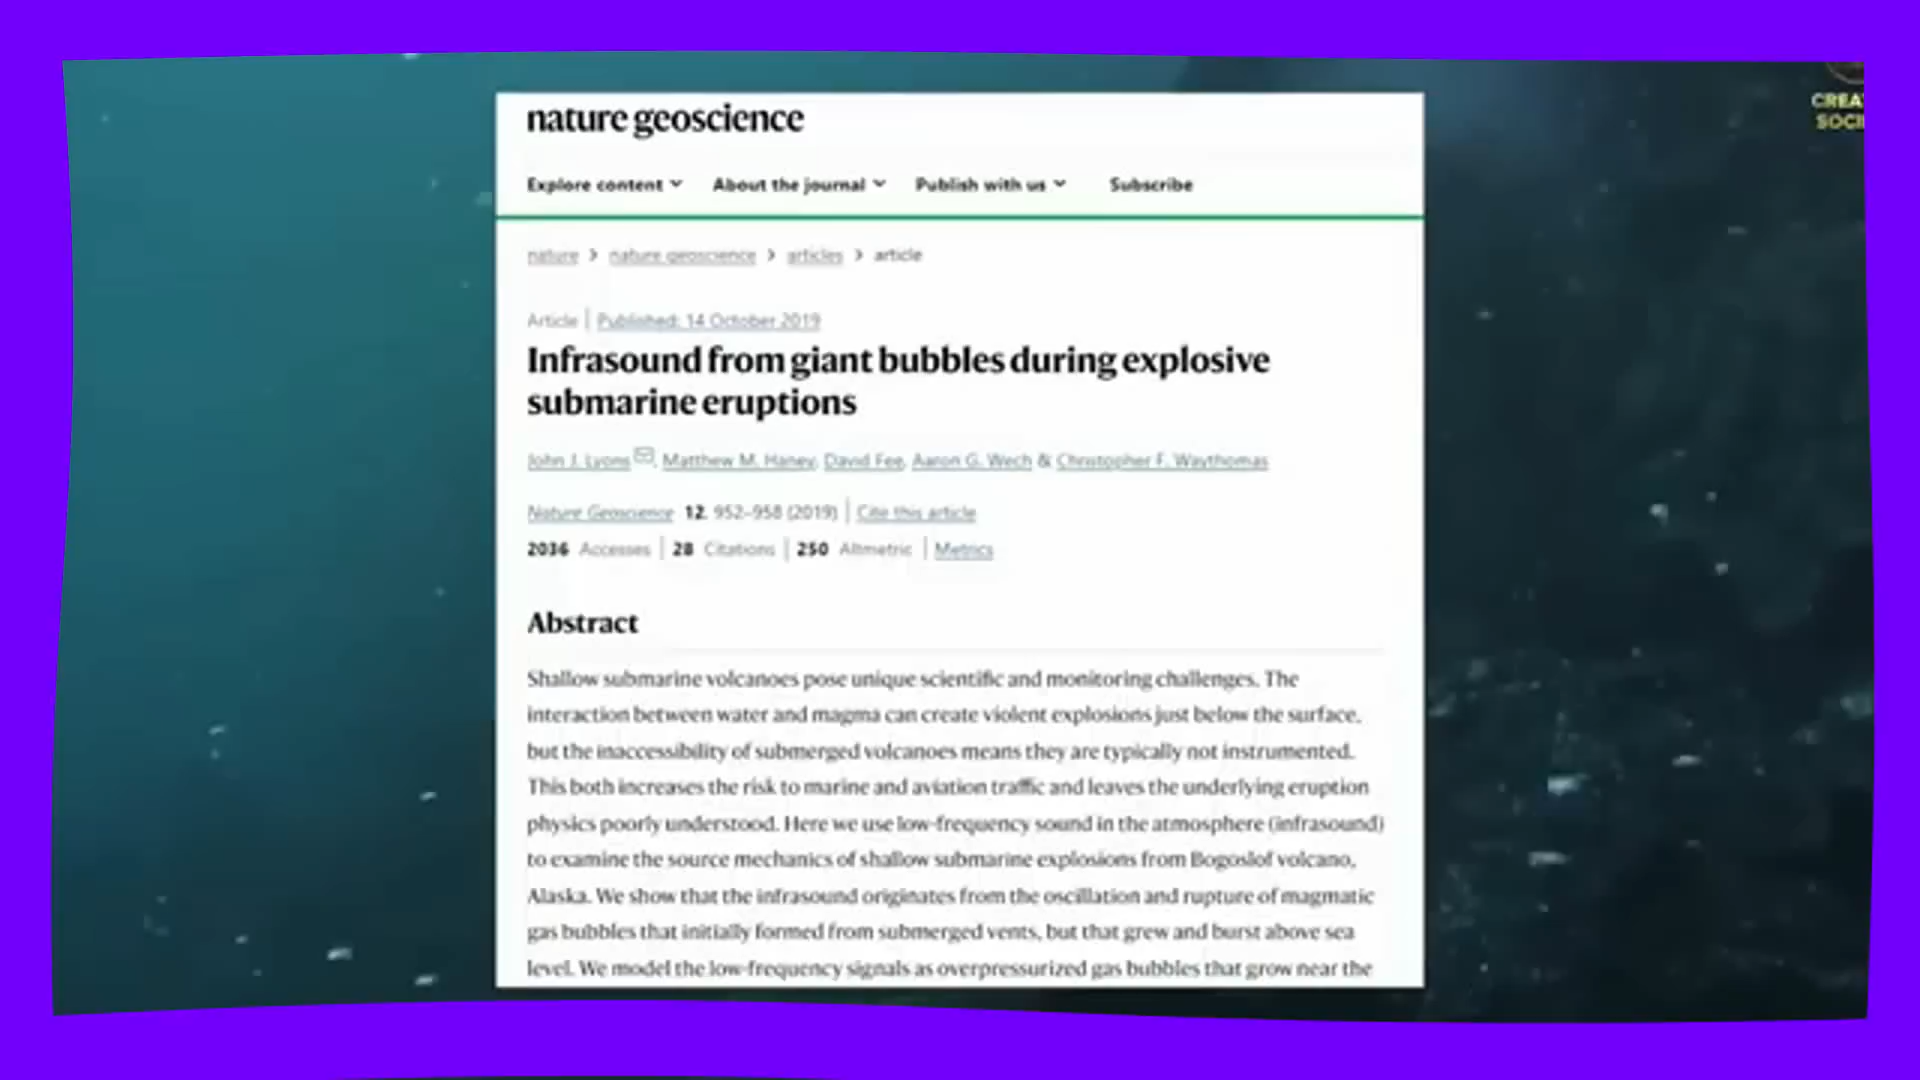 CREA
SOCI
nature geoscience
Explore content About the journal Publish with us Subscribe
nature > nature geoscience > articles > article
Article | Published: 14 October 2019
Infrasound from giant bubbles during explosive
submarine eruptions
John J. Lyons, Matthew M. Haney, David Fee, Aaron G. Wech & Christopher F. Waythomas
Nature Geoscience 12, 952–958 (2019) | Cite this article
2036 Accesses | 28 Citations | 250 Altmetric | Metrics
Abstract
Shallow submarine volcanoes pose unique scientific and monitoring challenges. The
interaction between water and magma can create violent explosions just below the surface,
but the inaccessibility of submerged volcanoes means they are typically not instrumented.
This both increases the risk to marine and aviation traffic and leaves the underlying eruption
physics poorly understood. Here we use low-frequency sound in the atmosphere (infrasound)
to examine the source mechanics of shallow submarine explosions from Bogoslof volcano,
Alaska. We show that the infrasound originates from the oscillation and rupture of magmatic
gas bubbles that initially formed from submerged vents, but that grew and burst above sea
level. We model the low-frequency signals as overpressurized gas bubbles that grow near the